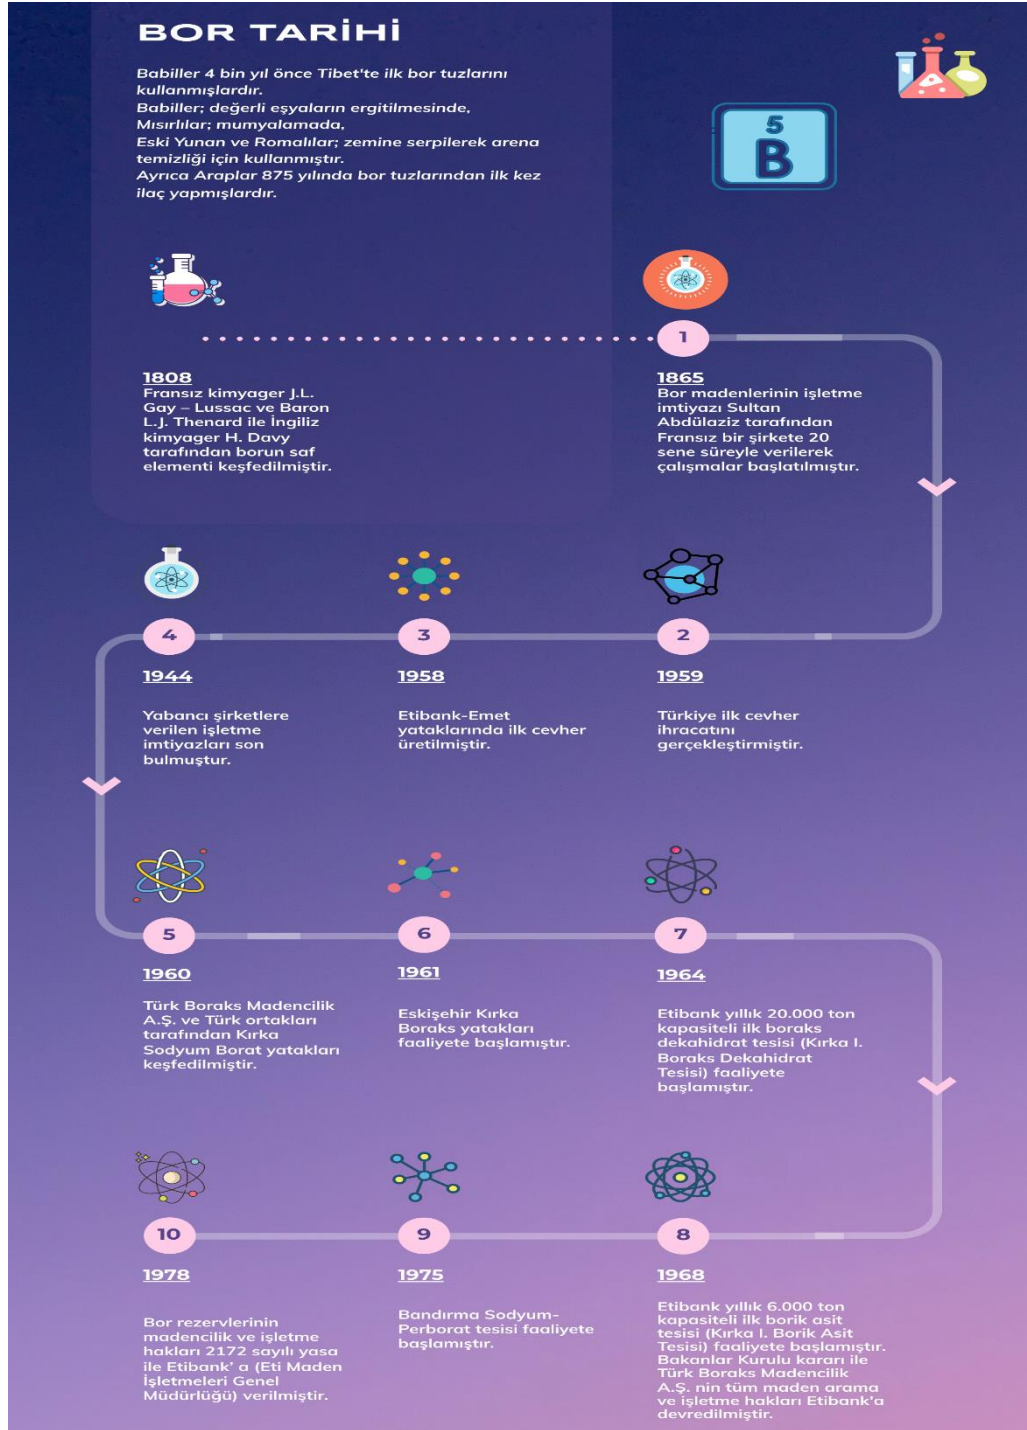 BOR TARİHİ
Babiller 4 bin yıl önce Tibet'te ilk bor tuzlarını
kullanmışlardır.
Babiller; değerli eşyaların ergitilmesinde,
Mısırlılar; mumyalamada,
Eski Yunan ve Romalılar; zemine serpilerek arena
temizliği için kullanmıştır.
Ayrıca Araplar 875 yılında bor tuzlarından ilk kez
ilaç yapmışlardır.
5
B
1808
Fransız kimyager J.L.
Gay – Lussac ve Baron
L.J. Thenard ile İngiliz
kimyager H. Davy
tarafından borun saf
elementi keşfedilmiştir.
1
1865
Bor madenlerinin işletme
imtiyazı Sultan
Abdülaziz tarafından
Fransız bir şirkete 20
sene süreyle verilerek
çalışmalar başlatılmıştır.
2
1959
Türkiye ilk cevher
ihracatını
gerçekleştirmiştir.
3
1958
Etibank-Emet
yataklarında ilk cevher
üretilmiştir.
4
1944
Yabancı şirketlere
verilen işletme
imtiyazları son
bulmuştur.
5
1960
Türk Boraks Madencilik
A.Ş. ve Türk ortakları
tarafından Kırka
Sodyum Borat yatakları
keşfedilmiştir.
6
1961
Eskişehir Kırka
Boraks yatakları
faaliyete başlamıştır.
7
1964
Etibank yıllık 20.000 ton
kapasiteli ilk boraks
dekahidrat tesisi (Kırka I.
Boraks Dekahidrat
Tesisi) faaliyete
başlamıştır.
8
1968
Etibank yıllık 6.000 ton
kapasiteli ilk borik asit
tesisi (Kırka I. Borik Asit
Tesisi) faaliyete başlamıştır.
Bakanlar Kurulu kararı ile
Türk Boraks Madencilik
A.Ş. nin tüm maden arama
ve işletme hakları Etibank'a
devredilmiştir.
9
1975
Bandırma Sodyum-
Perborat tesisi faaliyete
başlamıştır.
10
1978
Bor rezervlerinin
madencilik ve işletme
hakları 2172 sayılı yasa
ile Etibank' a (Eti Maden
İşletmeleri Genel
Müdürlüğü) verilmiştir.